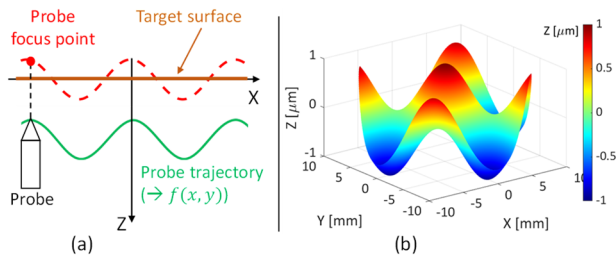 Probe
focus point
Target surface
X
Probe
Probe trajectory
(→ f(x, y))
Z
(a)
Z [μm]
1
0
-1
10
5
0
-5
-10
Y [mm]
-10
-5
0
5
10
X [mm]
Z [μm]
1
0.5
0
-0.5
-1
(b)